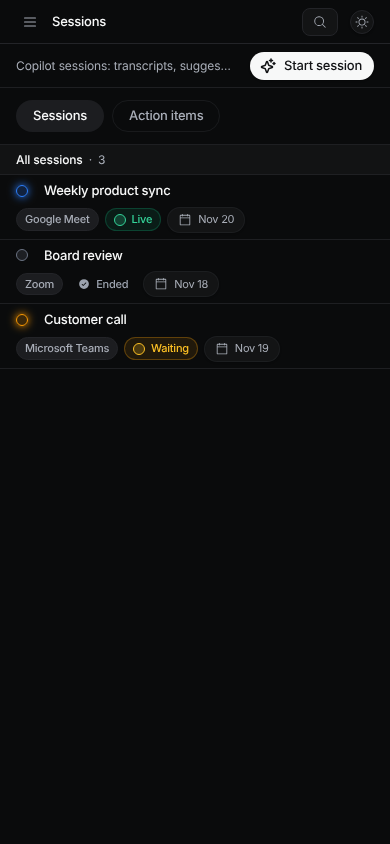 Sessions
Copilot sessions: transcripts, sugges...
Start session
Sessions
Action items
All sessions · 3
Weekly product sync
Google Meet Live Nov 20
Board review
Zoom Ended Nov 18
Customer call
Microsoft Teams Waiting Nov 19